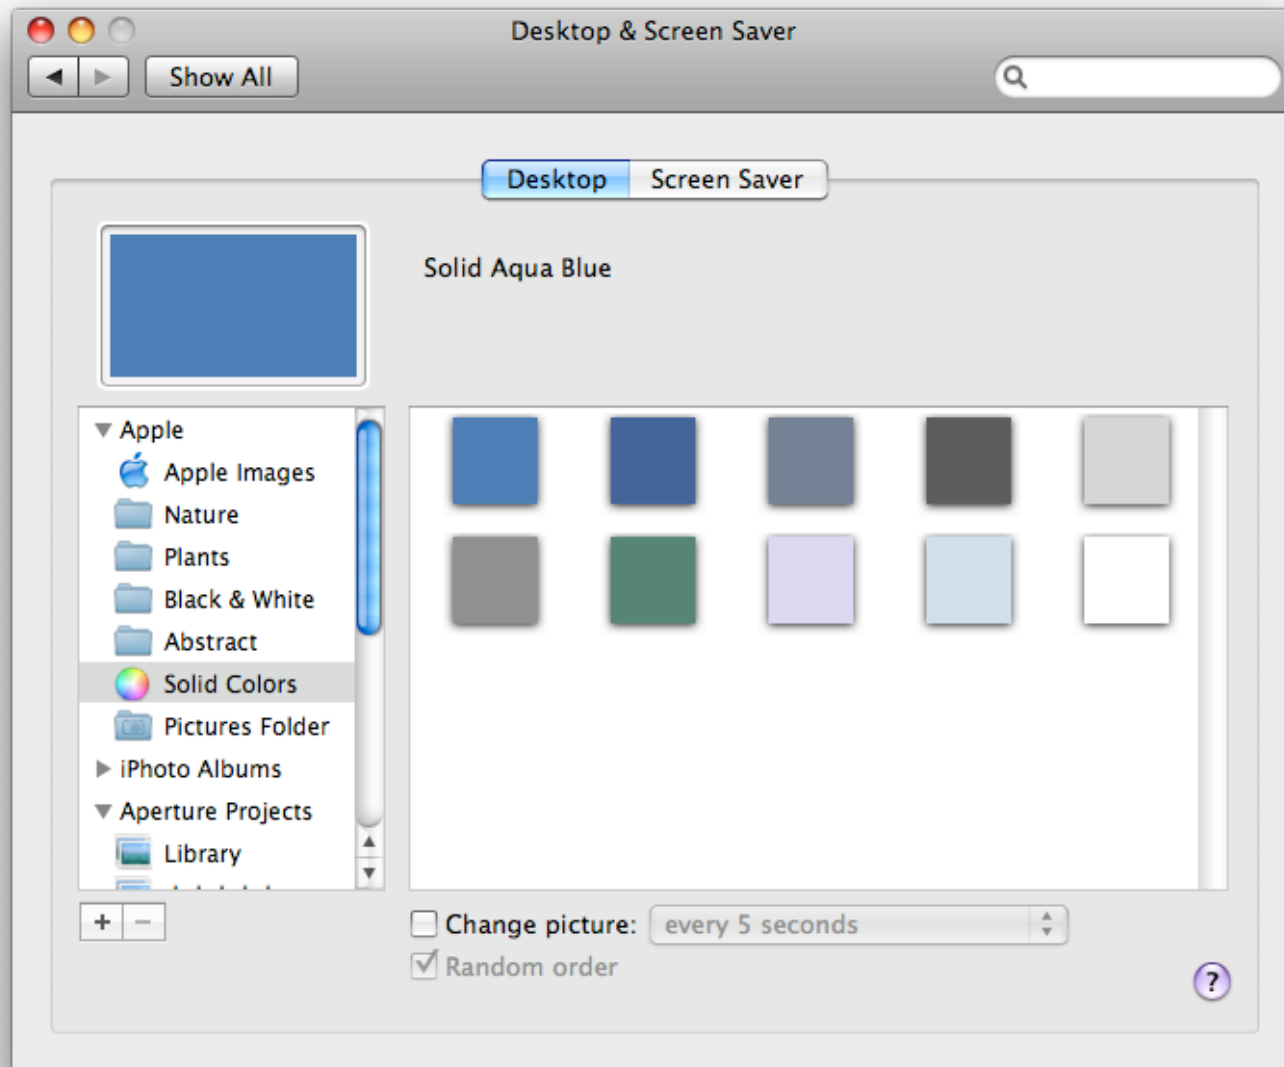 Desktop & Screen Saver
Show All
Desktop
Screen Saver
Solid Aqua Blue
Apple
Apple Images
Nature
Plants
Black & White
Abstract
Solid Colors
Pictures Folder
iPhoto Albums
Aperture Projects
Library
+ −
Change picture: every 5 seconds
Random order
?